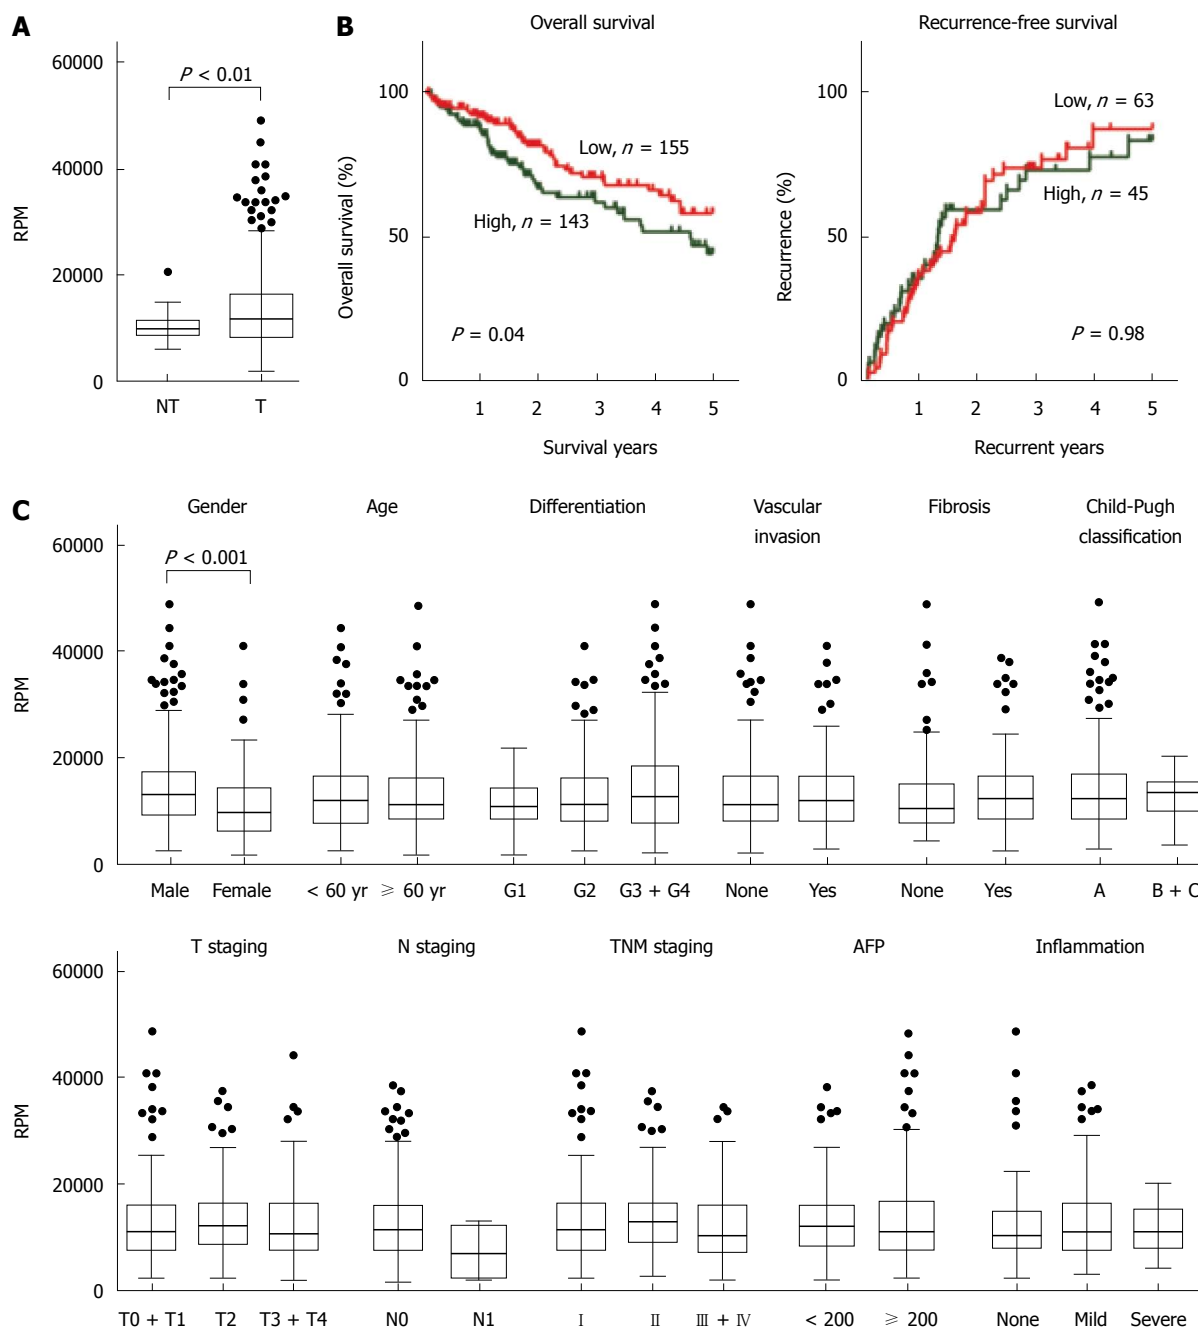 A
B
Overall survival
Recurrence-free survival
60000
40000
20000
0
RPM
P < 0.01
NT T
100
50
0
Overall survival (%)
Low, n = 155
High, n = 143
P = 0.04
1 2 3 4 5
Survival years
100
50
0
Recurrence (%)
Low, n = 63
High, n = 45
P = 0.98
1 2 3 4 5
Recurrent years
C
Gender Age Differentiation Vascular invasion Fibrosis Child-Pugh classification
60000
40000
20000
0
RPM
P < 0.001
Male Female < 60 yr ⩾ 60 yr G1 G2 G3 + G4 None Yes None Yes A B + C
T staging N staging TNM staging AFP Inflammation
60000
40000
20000
0
RPM
T0 + T1 T2 T3 + T4 N0 N1 Ⅰ Ⅱ Ⅲ + Ⅳ < 200 ⩾ 200 None Mild Severe